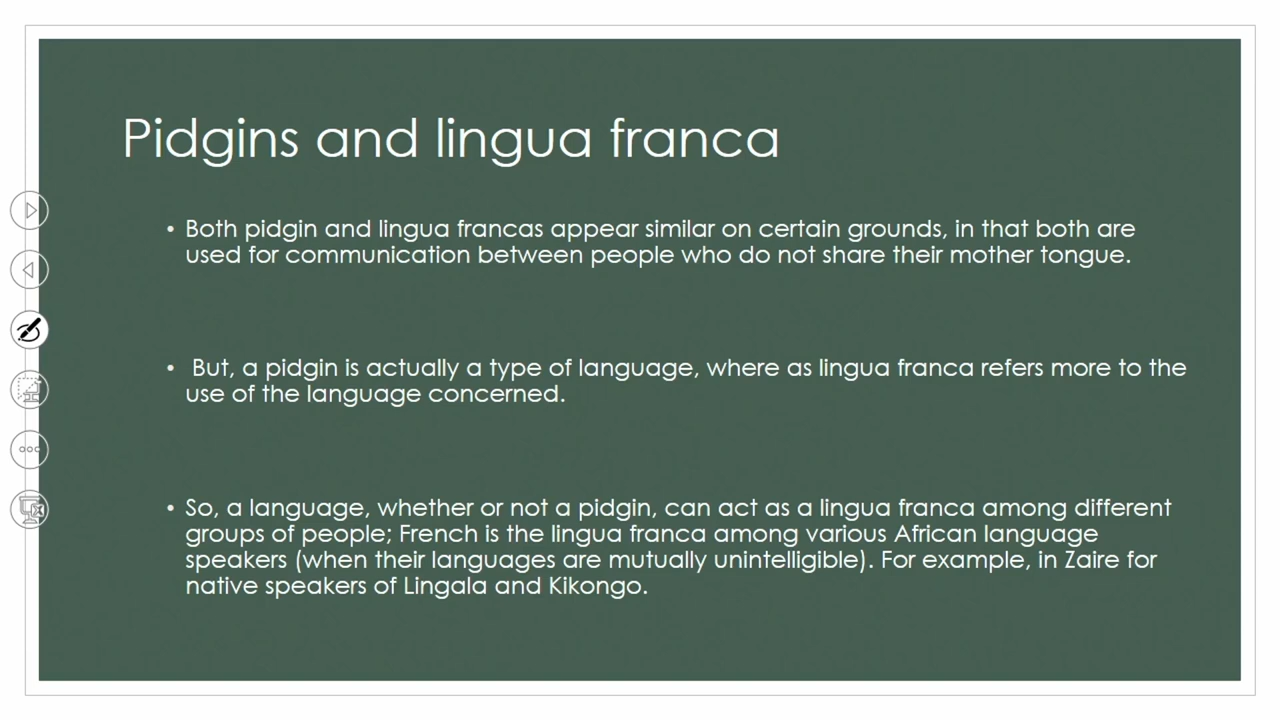 Pidgins and lingua franca
• Both pidgin and lingua francas appear similar on certain grounds, in that both are
used for communication between people who do not share their mother tongue.
• But, a pidgin is actually a type of language, where as lingua franca refers more to the
use of the language concerned.
• So, a language, whether or not a pidgin, can act as a lingua franca among different
groups of people; French is the lingua franca among various African language
speakers (when their languages are mutually unintelligible). For example, in Zaire for
native speakers of Lingala and Kikongo.